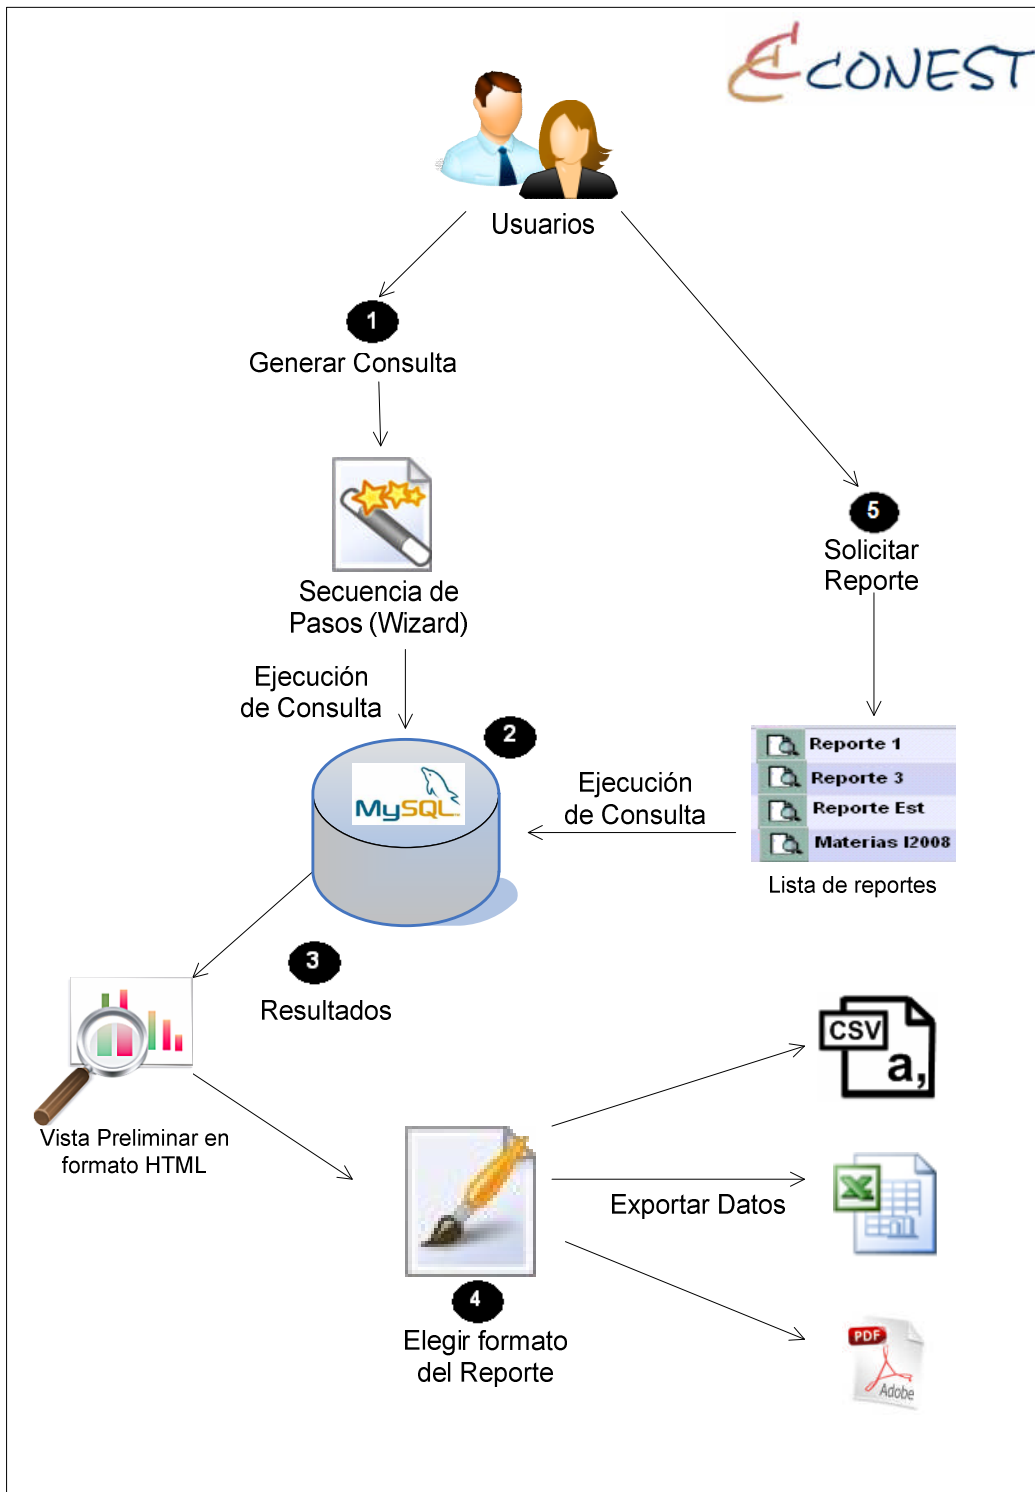 CONEST
Usuarios
1
Generar Consulta
Secuencia de
Pasos (Wizard)
Ejecución
de Consulta
2
MySQL
5
Solicitar
Reporte
Reporte 1
Reporte 3
Reporte Est
Materias I2008
Lista de reportes
Ejecución
de Consulta
3
Resultados
Vista Preliminar en
formato HTML
4
Elegir formato
del Reporte
Exportar Datos
CSV
a,
X
PDF
Adobe